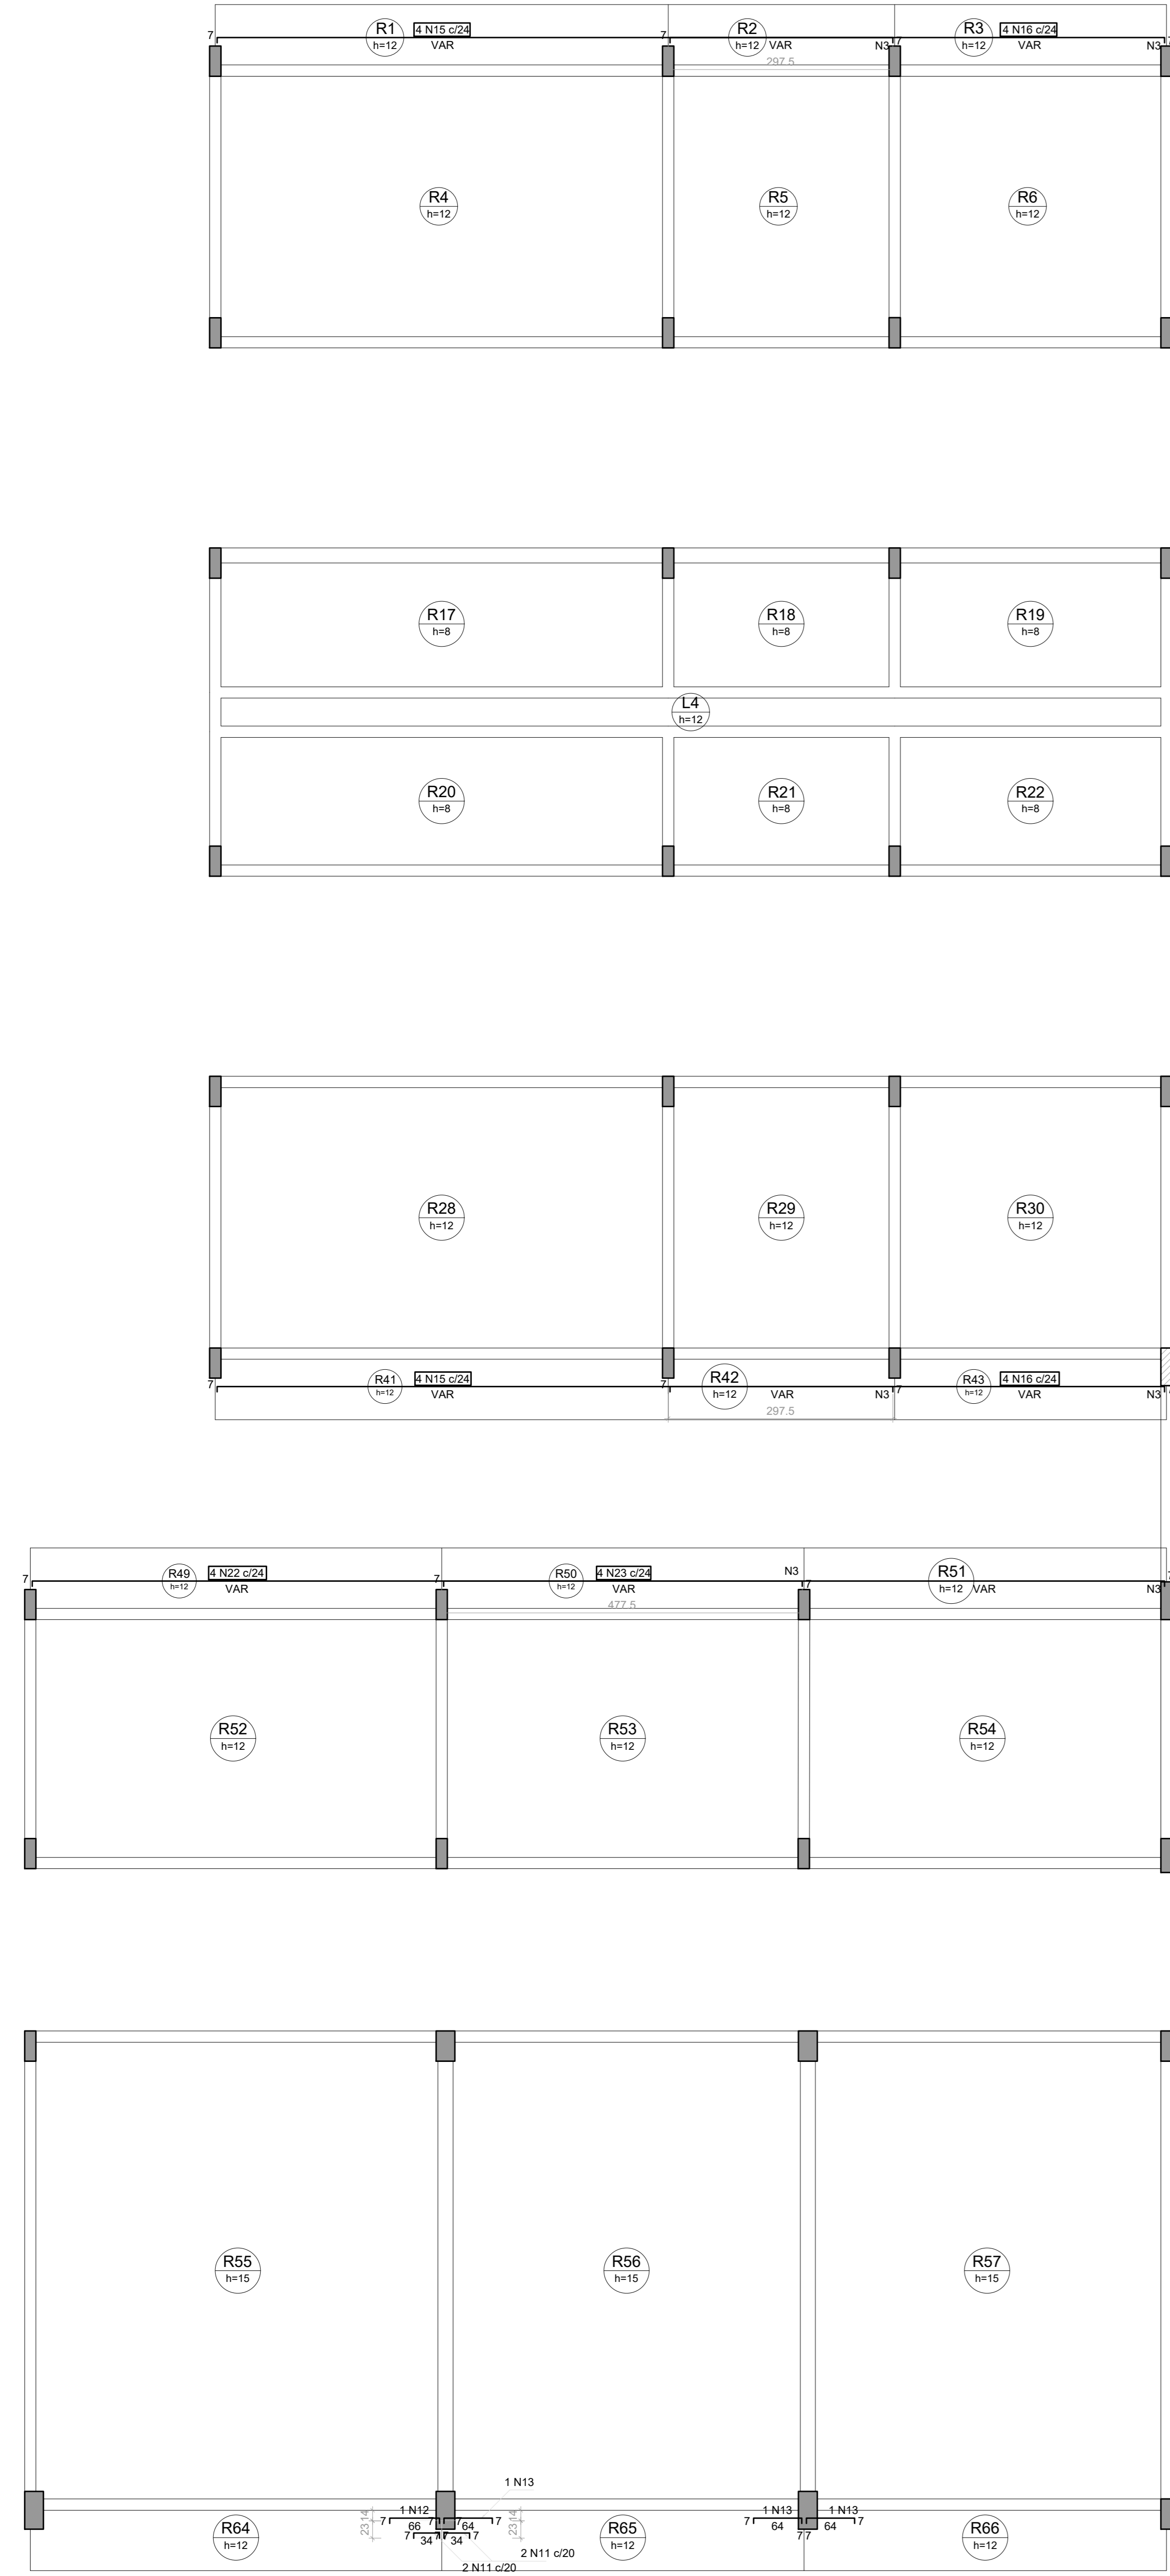 R1
h=12
4 N15 c/24
VAR
7
R2
h=12
VAR
N3
7
297.5
R3
h=12
4 N16 c/24
VAR
N3
7
R4
h=12
R5
h=12
R6
h=12
R17
h=8
R18
h=8
R19
h=8
L4
h=12
R20
h=8
R21
h=8
R22
h=8
R28
h=12
R29
h=12
R30
h=12
7
R41
h=12
4 N15 c/24
VAR
7
R42
h=12
VAR
N3
7
297.5
R43
h=12
4 N16 c/24
VAR
N3
7
R49
h=12
4 N22 c/24
VAR
7
R50
h=12
4 N23 c/24
VAR
N3
7
477.5
R51
h=12
VAR
N3
R52
h=12
R53
h=12
R54
h=12
R55
h=15
R56
h=15
R57
h=15
1 N13
R64
h=12
23 14
1 N12
7 66 7
64 7
7 34 7
7 34 7
23 14
2 N11 c/20
2 N11 c/20
R65
h=12
1 N13
7 64 7
1 N13
7 64 7
R66
h=12